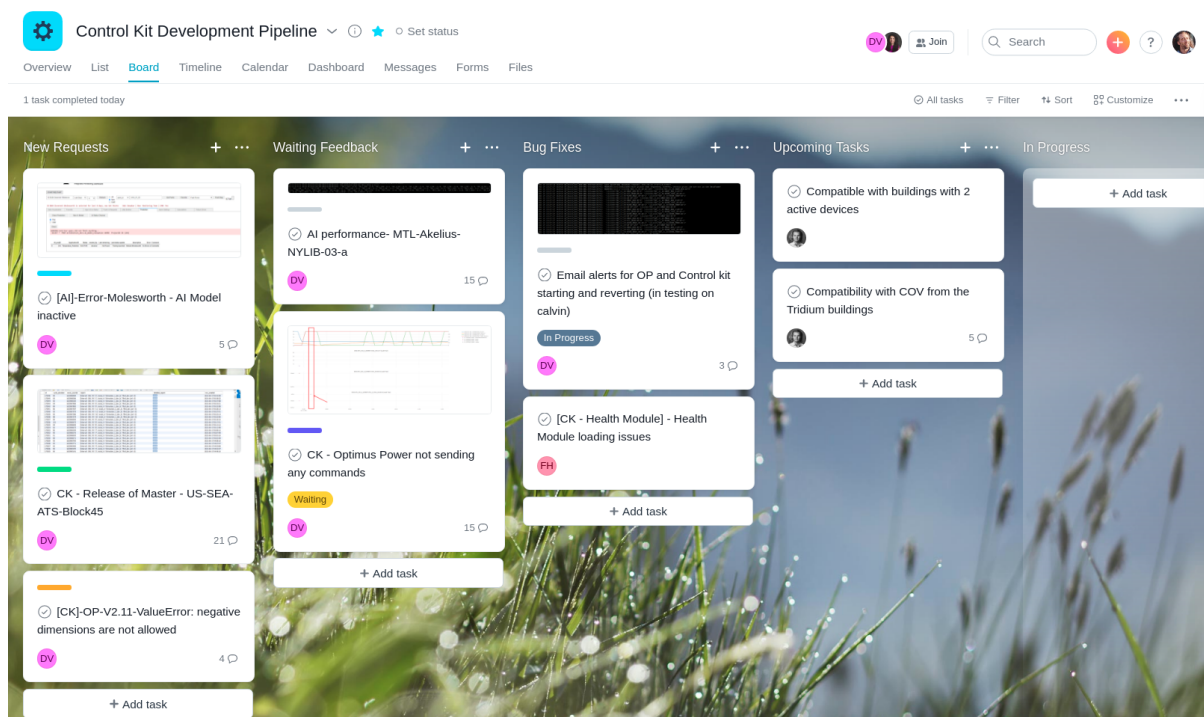 Control Kit Development Pipeline
Set status
DV
Join
Search
?
Overview
List
Board
Timeline
Calendar
Dashboard
Messages
Forms
Files
1 task completed today
All tasks
Filter
Sort
Customize
New Requests
[AI]-Error-Molesworth - AI Model
inactive
DV
5
CK - Release of Master - US-SEA-
ATS-Block45
DV
21
[CK]-OP-V2.11-ValueError: negative
dimensions are not allowed
DV
4
+ Add task
Waiting Feedback
AI performance- MTL-Akelius-
NYLIB-03-a
DV
15
CK - Optimus Power not sending
any commands
Waiting
DV
15
+ Add task
Bug Fixes
Email alerts for OP and Control kit
starting and reverting (in testing on
calvin)
In Progress
DV
3
[CK - Health Module] - Health
Module loading issues
FH
+ Add task
Upcoming Tasks
Compatible with buildings with 2
active devices
Compatibility with COV from the
Tridium buildings
5
+ Add task
In Progress
+ Add task